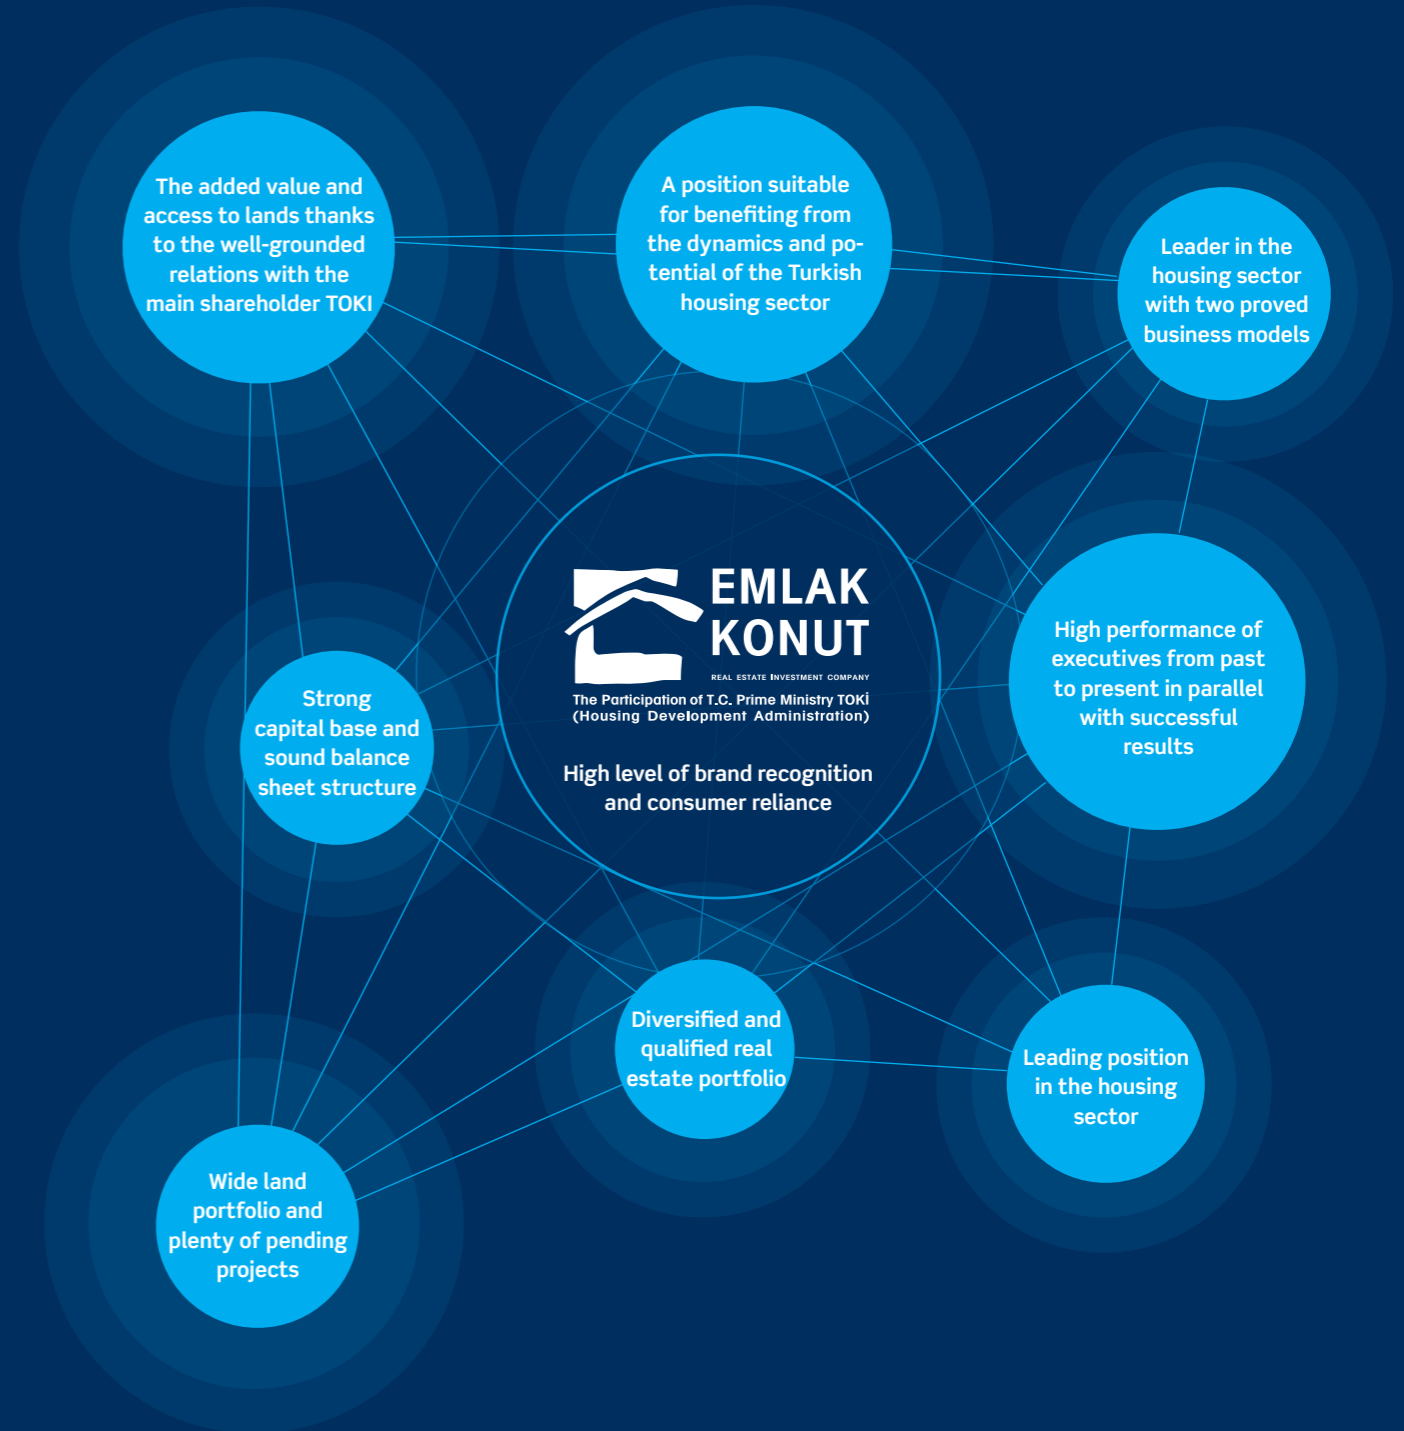 The added value and
access to lands thanks
to the well-grounded
relations with the
main shareholder TOKI
A position suitable
for benefiting from
the dynamics and po-
tential of the Turkish
housing sector
Leader in the
housing sector
with two proved
business models
EMLAK
KONUT
REAL ESTATE INVESTMENT COMPANY
The Participation of T.C. Prime Ministry TOKİ
(Housing Development Administration)
High level of brand recognition
and consumer reliance
High performance of
executives from past
to present in parallel
with successful
results
Strong
capital base and
sound balance
sheet structure
Diversified and
qualified real
estate portfolio
Leading position
in the housing
sector
Wide land
portfolio and
plenty of pending
projects